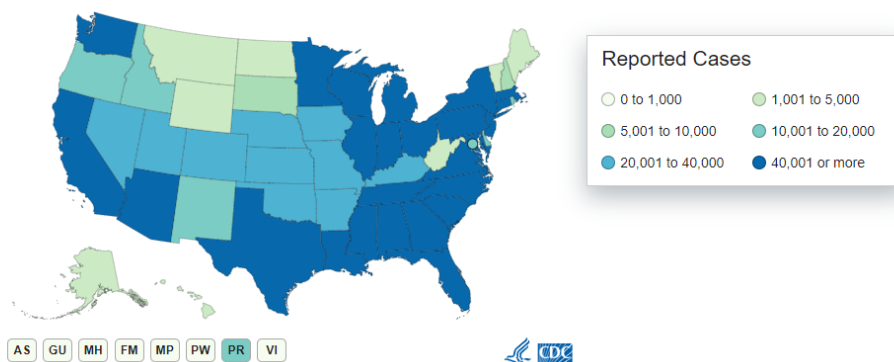 Reported Cases
0 to 1,000
1,001 to 5,000
5,001 to 10,000
10,001 to 20,000
20,001 to 40,000
40,001 or more
AS GU MH FM MP PW PR VI
CDC